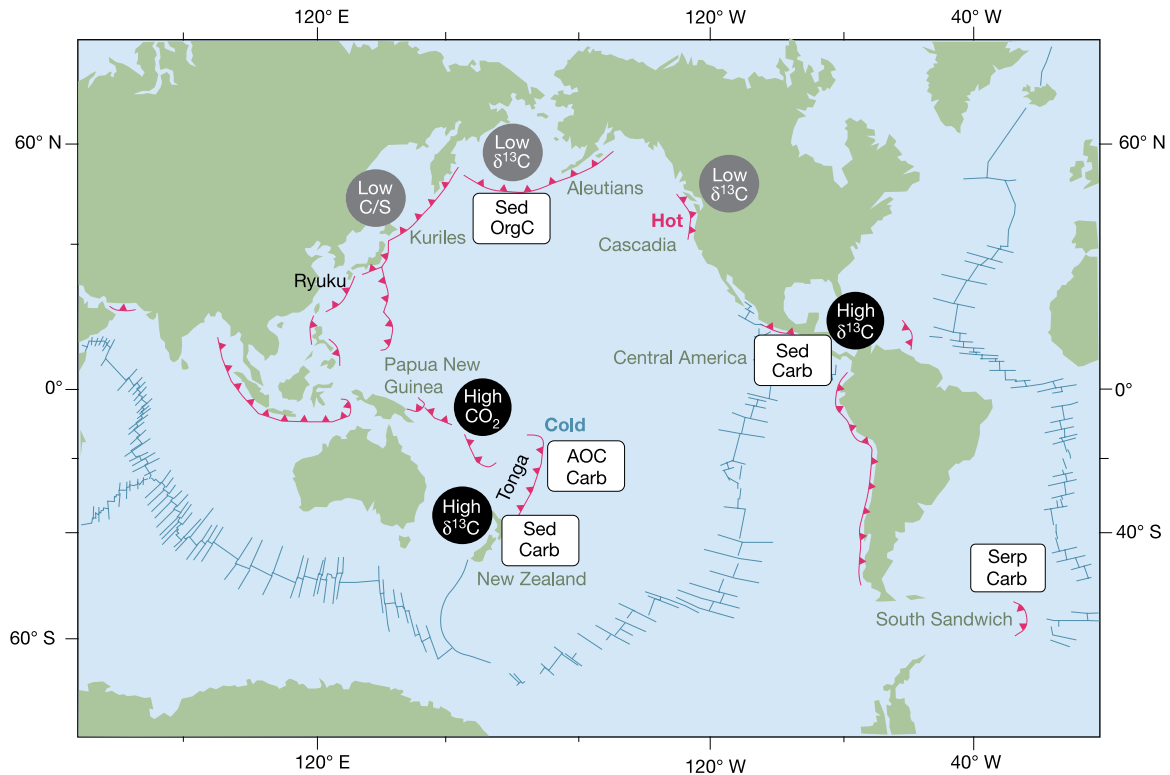 120° E
120° W
40° W
60° N
60° N
Low
δ¹³C
Low
δ¹³C
Low
C/S
Aleutians
Sed
OrgC
Hot
Kuriles
Cascadia
Ryuku
High
δ¹³C
Central America
Sed
Carb
Papua New
Guinea
0°
0°
High
CO₂
Cold
Tonga
AOC
Carb
High
δ¹³C
Sed
Carb
40° S
New Zealand
Serp
Carb
South Sandwich
60° S
120° E
120° W
40° W